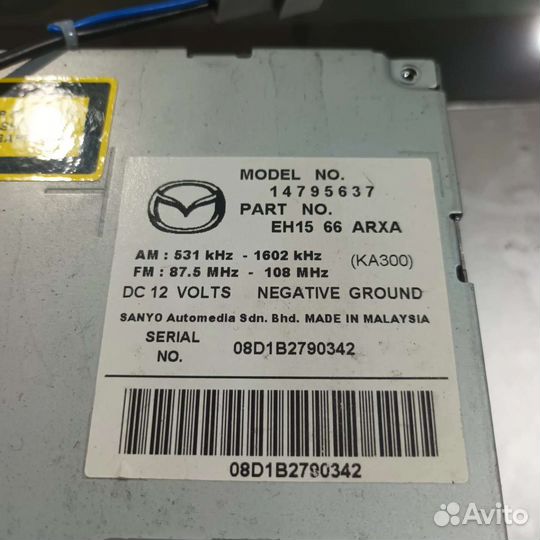 MODEL NO.
14795637
PART NO.
EH15 66 ARXA
AM : 531 kHz - 1602 kHz
(KA300)
FM : 87.5 MHz - 108 MHz
DC 12 VOLTS NEGATIVE GROUND
SANYO Automedia Sdn. Bhd. MADE IN MALAYSIA
SERIAL
NO.
08D1B2790342
08D1B2790342
Avito